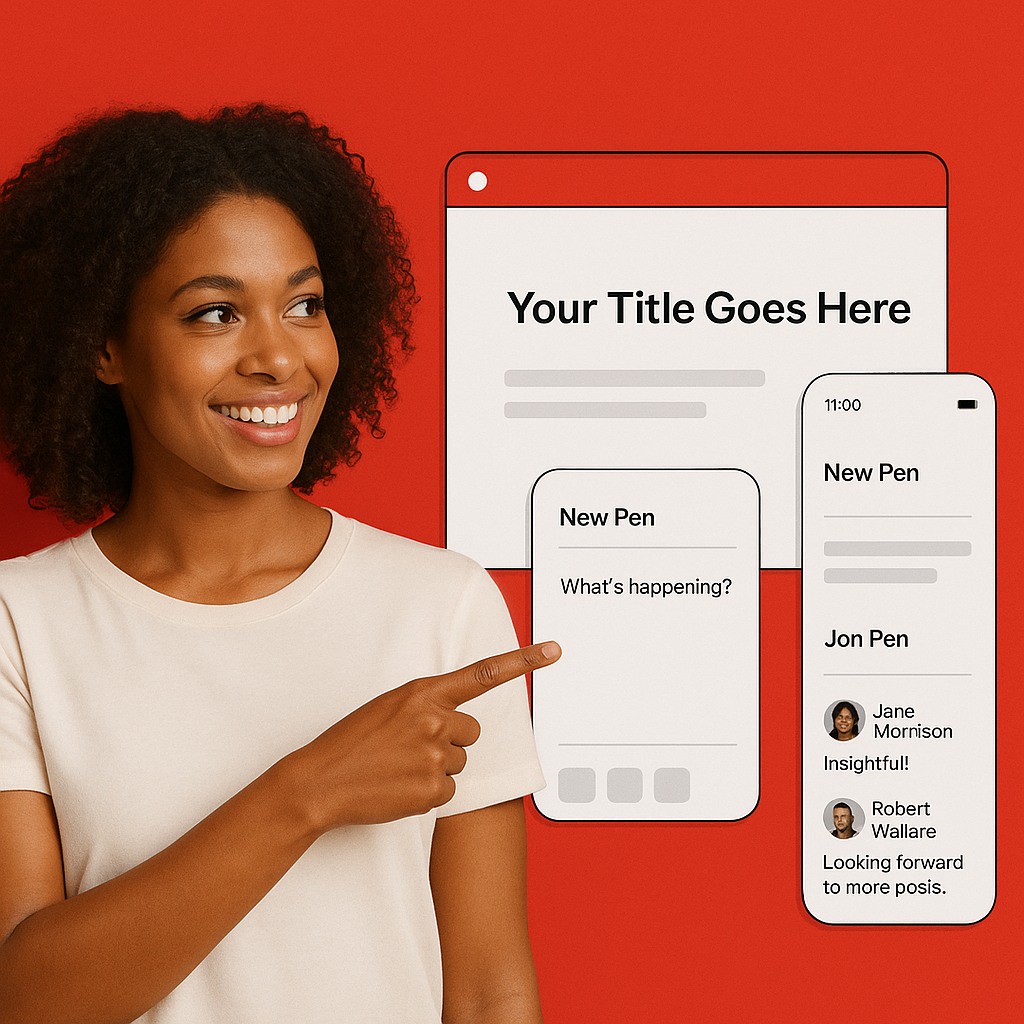 Your Title Goes Here
New Pen
What's happening?
11:00
New Pen
Jon Pen
Jane
Mornison
Insightful!
Robert
Wallare
Looking forward
to more posis.